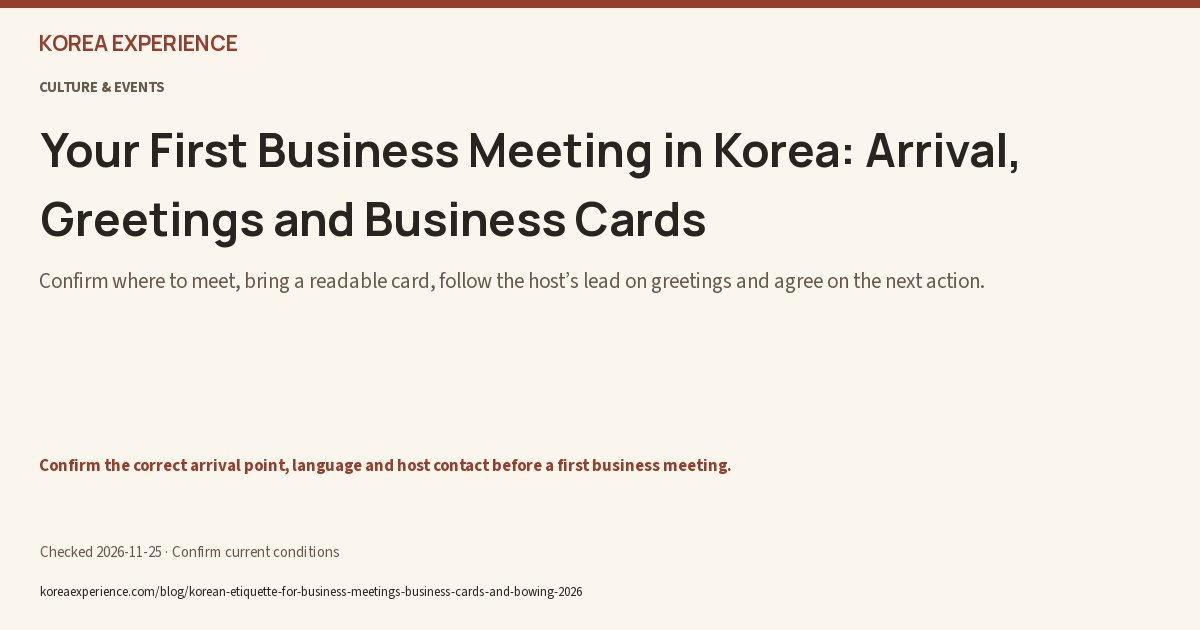 KOREA EXPERIENCE
CULTURE & EVENTS
Your First Business Meeting in Korea: Arrival,
Greetings and Business Cards
Confirm where to meet, bring a readable card, follow the host’s lead on greetings and agree on the next action.
Confirm the correct arrival point, language and host contact before a first business meeting.
Checked 2026-11-25 · Confirm current conditions
koreaexperience.com/blog/korean-etiquette-for-business-meetings-business-cards-and-bowing-2026